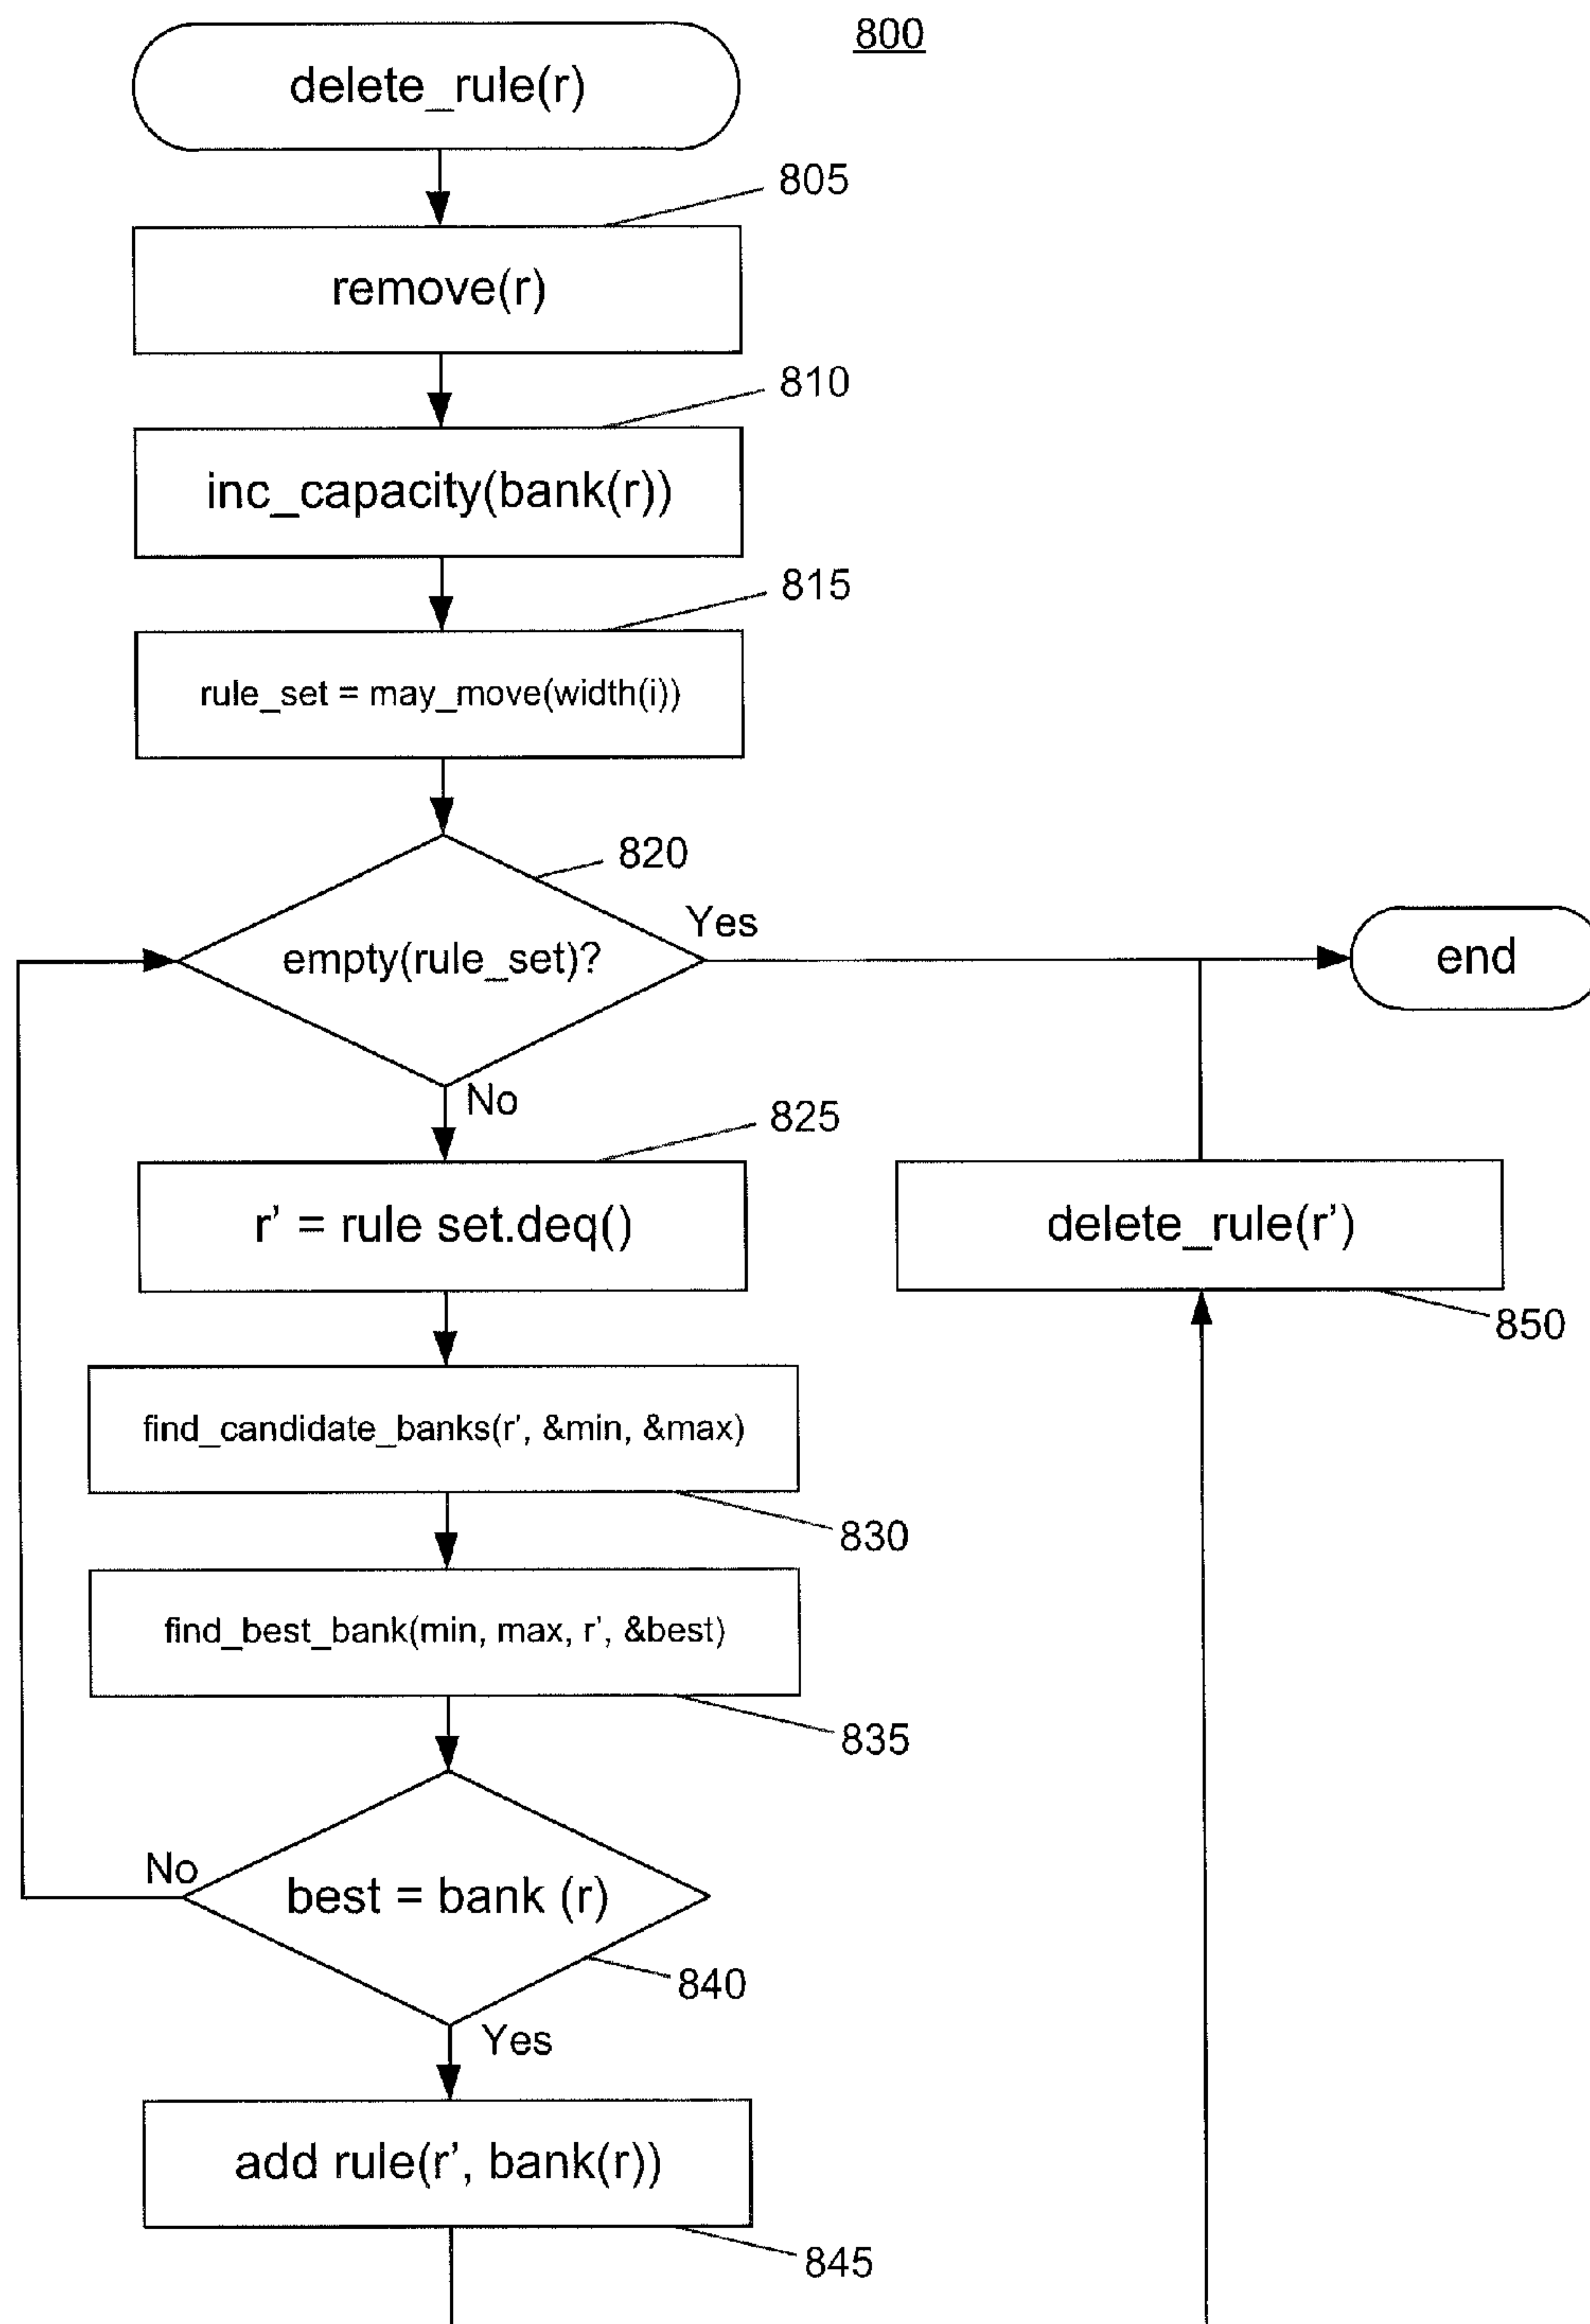 800
delete_rule(r)
805
remove(r)
810
inc_capacity(bank(r))
815
rule_set = may_move(width(i))
820
empty(rule_set)?
Yes
end
No
825
r' = rule set.deq()
delete_rule(r')
850
find_candidate_banks(r', &min, &max)
830
find_best_bank(min, max, r', &best)
835
No
best = bank (r)
840
Yes
add rule(r', bank(r))
845